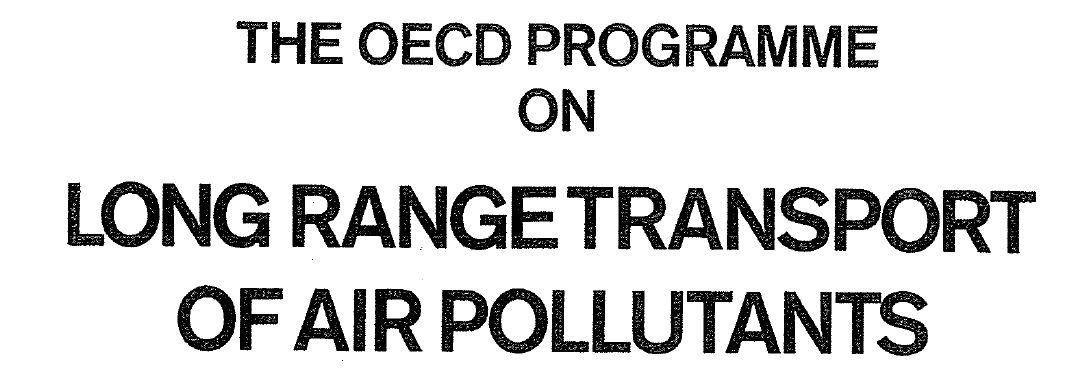 THE OECD PROGRAMME
ON
LONG RANGE TRANSPORT
OF AIR POLLUTANTS